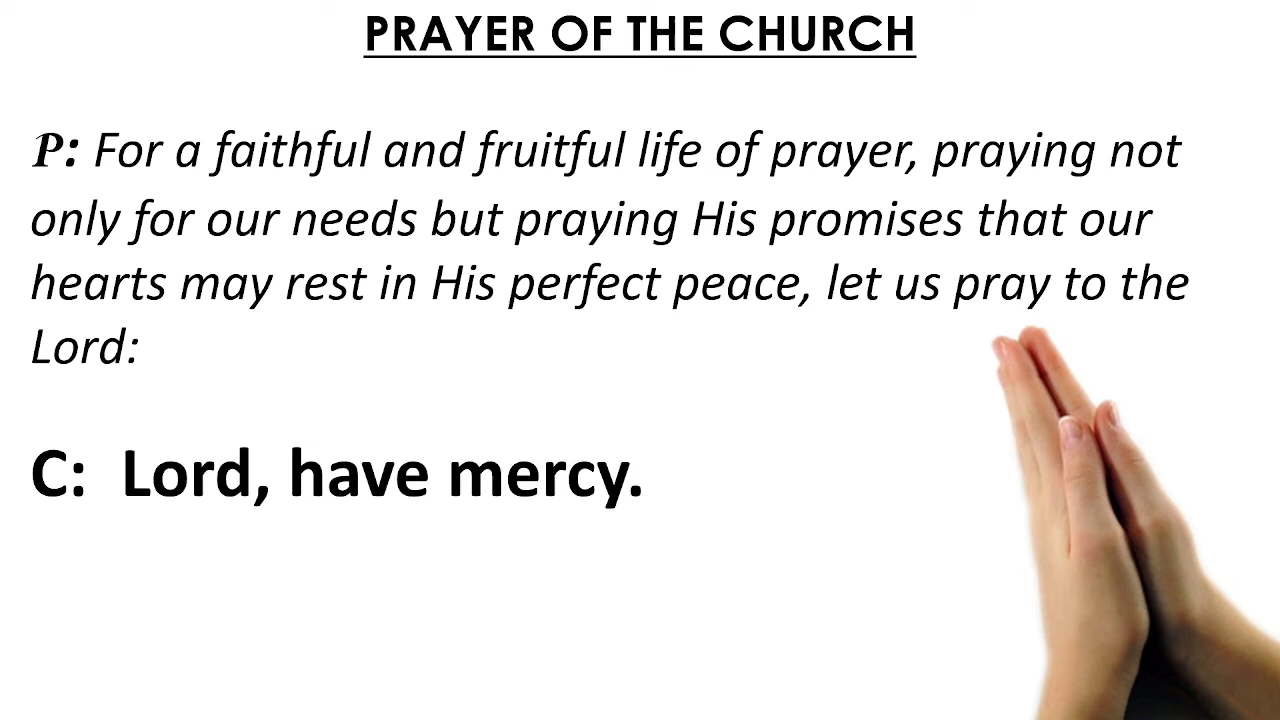 PRAYER OF THE CHURCH
P: For a faithful and fruitful life of prayer, praying not
only for our needs but praying His promises that our
hearts may rest in His perfect peace, let us pray to the
Lord:
C: Lord, have mercy.